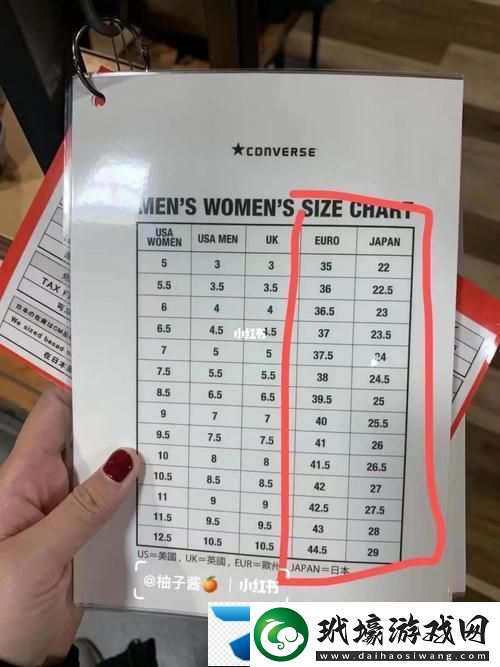 ★CONVERSE
MEN'S WOMEN'S SIZE CHART
USA WOMEN USA MEN UK EURO JAPAN
5 3 3 35 22
5.5 3.5 3.5 36 22.5
6 4 4 36.5 23
6.5 4.5 4.5 37 23.5
小红书
7 5 5 37.5 24
7.5 5.5 5.5 38 24.5
8.5 6.5 6.5 39.5 25
9 7 7 40 25.5
9.5 7.5 7.5 41 26
10 8 8 41.5 26.5
10.5 8.5 8.5 42 27
11 9 9 42.5 27.5
11.5 9.5 9.5 43 28
12.5 10.5 10.5 44.5 29
US=美國，UK=英國，EUR=歐州 JAPAN=日本
TAX
We sized based
@柚子酱🍊 小红书
玳壕游戏网
www.daihaosiwang.com